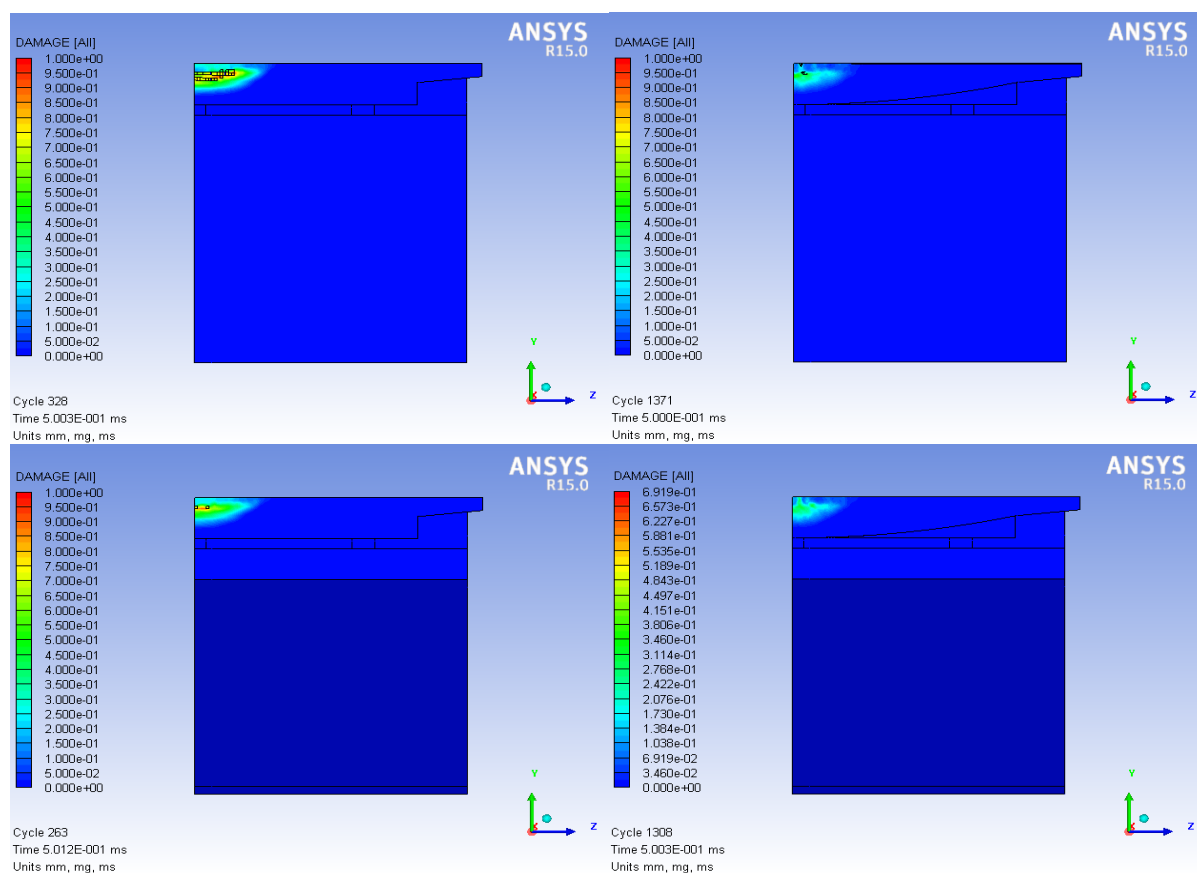 ANSYS
R15.0
DAMAGE [All]
1.000e+00
9.500e-01
9.000e-01
8.500e-01
8.000e-01
7.500e-01
7.000e-01
6.500e-01
6.000e-01
5.500e-01
5.000e-01
4.500e-01
4.000e-01
3.500e-01
3.000e-01
2.500e-01
2.000e-01
1.500e-01
1.000e-01
5.000e-02
0.000e+00
Y
Z
Cycle 328
Time 5.003E-001 ms
Units mm, mg, ms
ANSYS
R15.0
DAMAGE [All]
1.000e+00
9.500e-01
9.000e-01
8.500e-01
8.000e-01
7.500e-01
7.000e-01
6.500e-01
6.000e-01
5.500e-01
5.000e-01
4.500e-01
4.000e-01
3.500e-01
3.000e-01
2.500e-01
2.000e-01
1.500e-01
1.000e-01
5.000e-02
0.000e+00
Y
Z
Cycle 1371
Time 5.000E-001 ms
Units mm, mg, ms
ANSYS
R15.0
DAMAGE [All]
1.000e+00
9.500e-01
9.000e-01
8.500e-01
8.000e-01
7.500e-01
7.000e-01
6.500e-01
6.000e-01
5.500e-01
5.000e-01
4.500e-01
4.000e-01
3.500e-01
3.000e-01
2.500e-01
2.000e-01
1.500e-01
1.000e-01
5.000e-02
0.000e+00
Y
Z
Cycle 263
Time 5.012E-001 ms
Units mm, mg, ms
ANSYS
R15.0
DAMAGE [All]
6.919e-01
6.573e-01
6.227e-01
5.881e-01
5.535e-01
5.189e-01
4.843e-01
4.497e-01
4.151e-01
3.806e-01
3.460e-01
3.114e-01
2.768e-01
2.422e-01
2.076e-01
1.730e-01
1.384e-01
1.038e-01
6.919e-02
3.460e-02
0.000e+00
Y
Z
Cycle 1308
Time 5.003E-001 ms
Units mm, mg, ms